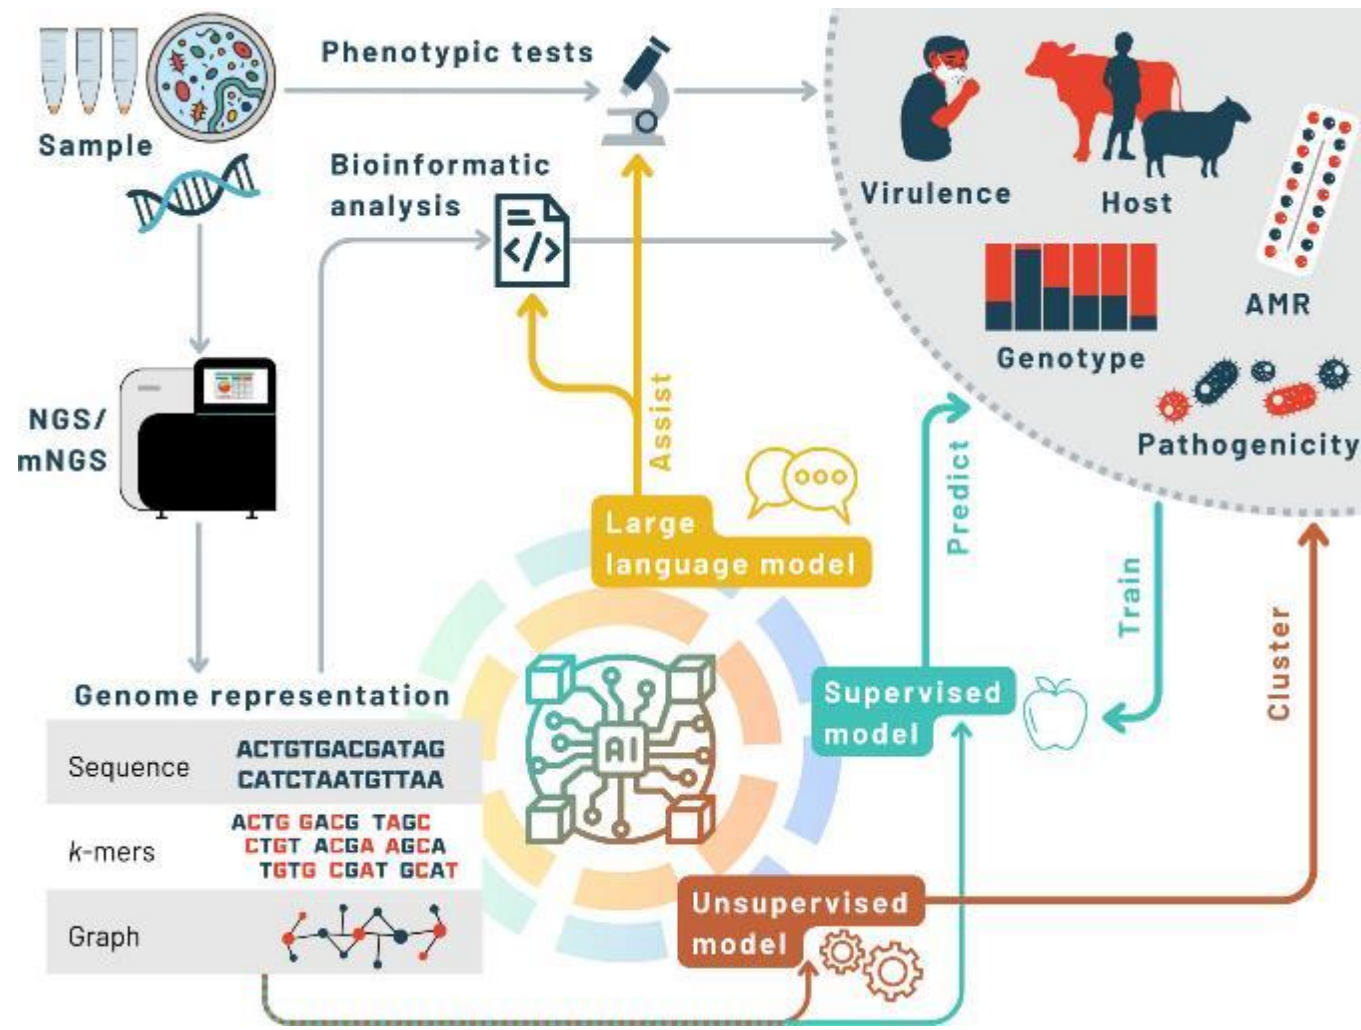 Phenotypic tests
Sample
Bioinformatic
analysis
</>
Virulence
Host
AMR
Genotype
Pathogenicity
NGS/
mNGS
Assist
Predict
Train
Cluster
Large
language model
Genome representation
Sequence
ACTGTGACGATAG
CATCTAATGTTAA
k-mers
ACTG GACG TAGC
CTGT ACGA AGCA
TGTG CGAT GCAT
Graph
AI
Supervised
model
Unsupervised
model